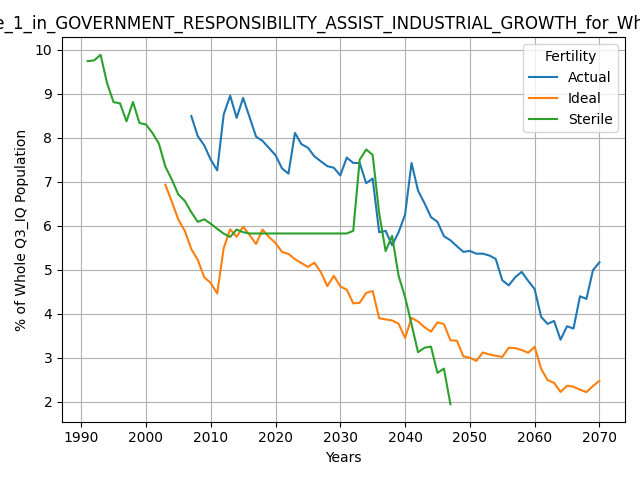 e_1_in_GOVERNMENT_RESPONSIBILITY_ASSIST_INDUSTRIAL_GROWTH_for_Wh
Fertility
Actual
Ideal
Sterile
% of Whole Q3_IQ Population
10
9
8
7
6
5
4
3
2
1990 2000 2010 2020 2030 2040 2050 2060 2070
Years